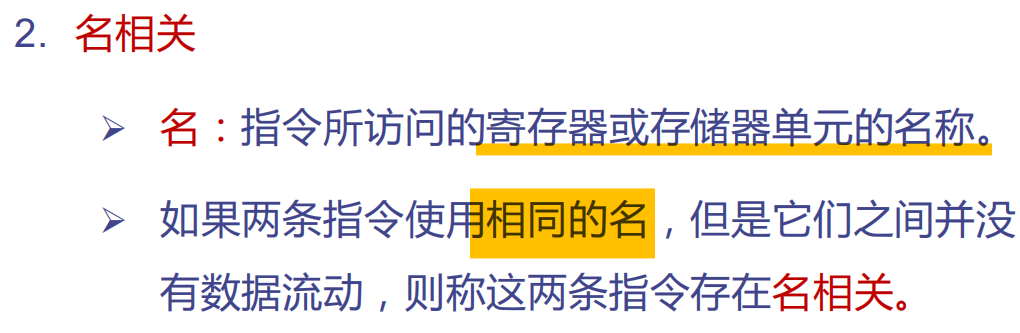 2. 名相关
➢ 名：指令所访问的寄存器或存储器单元的名称。
➢ 如果两条指令使用相同的名，但是它们之间并没
有数据流动，则称这两条指令存在名相关。